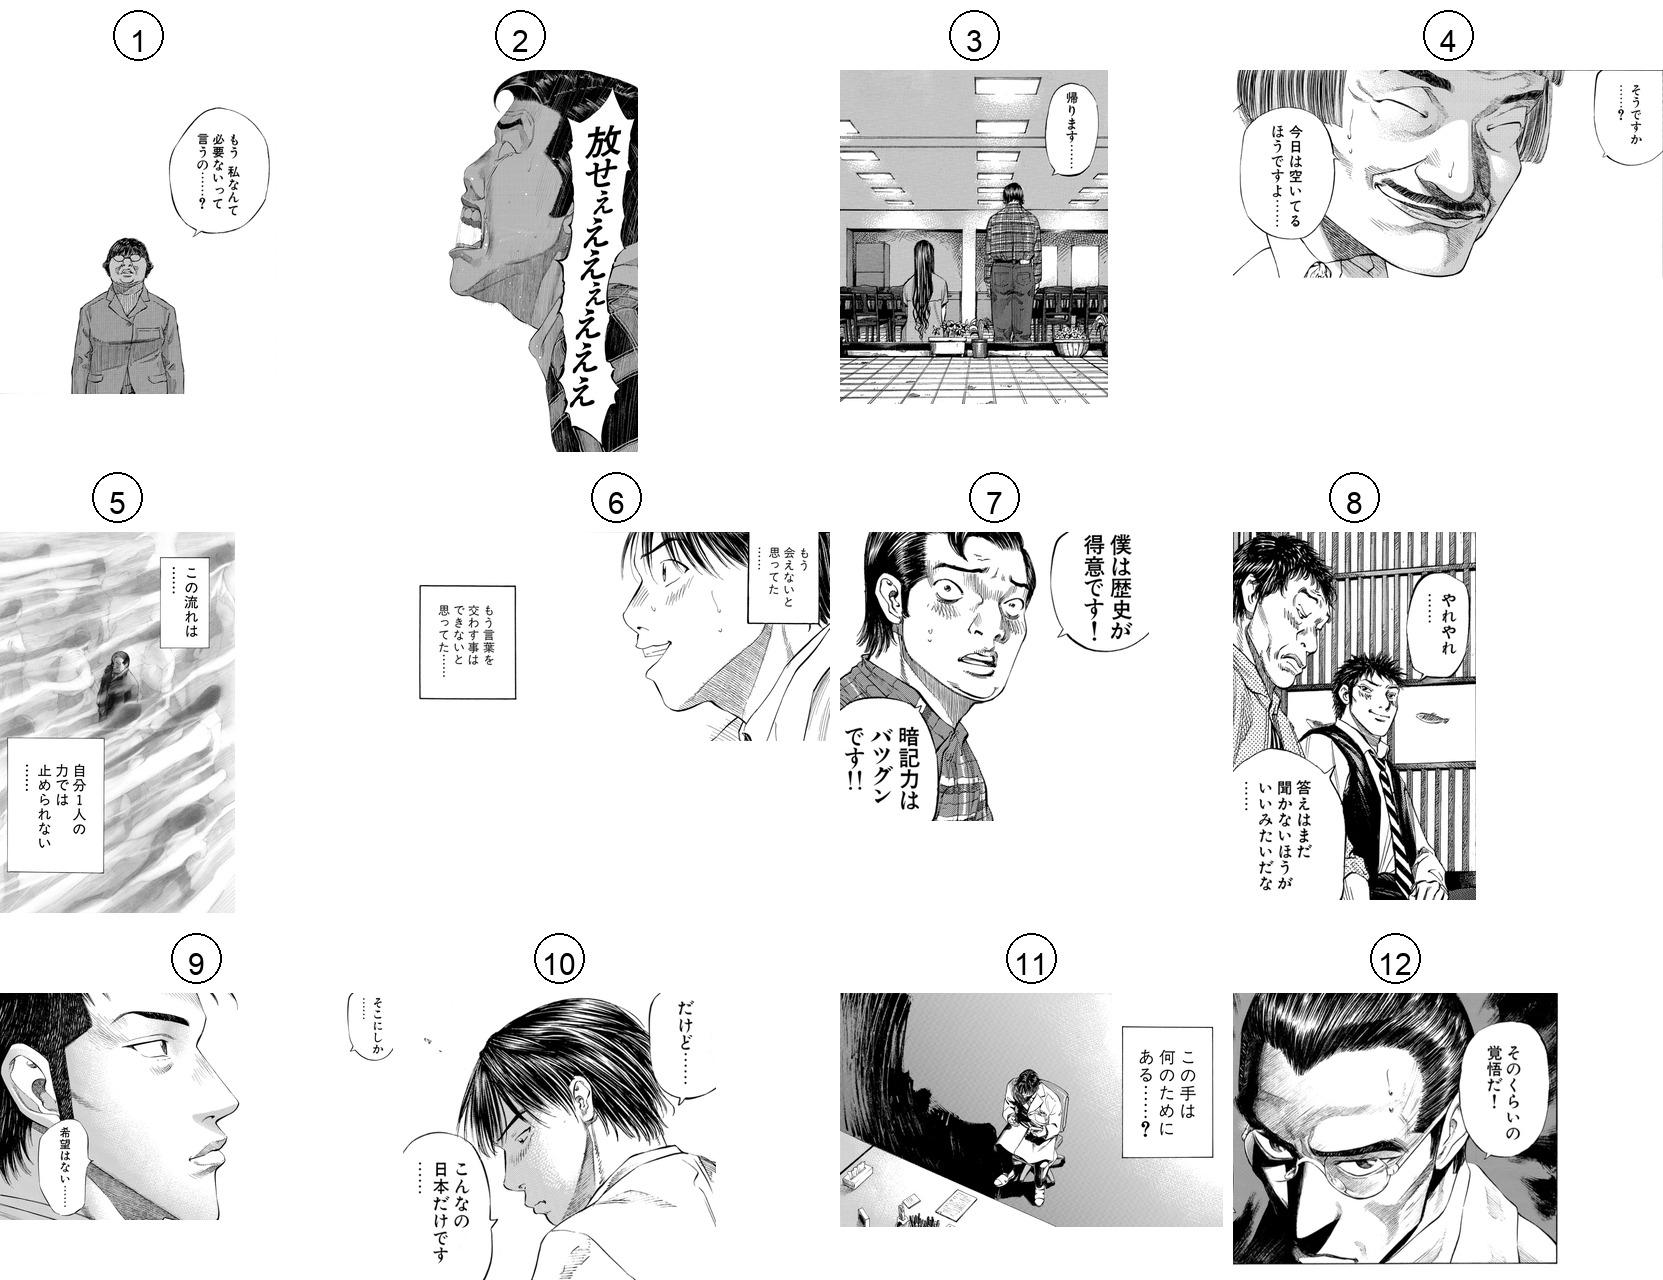 1
もう 私なんて
必要ないって
言うの……?
2
放せぇぇえぇえぇええええ
3
帰ります……
4
そうですか
……?
今日は空いてる
ほうですよ……
5
この流れは
……
自分1人の
力では
止められない
……
6
もう
会えないと
思ってた
……
もう言葉を
交わす事は
できないと
思ってた……
7
僕は歴史が
得意です!
暗記力は
バツグン
です!!
8
やれやれ
……
答えはまだ
聞かないほうが
いいみたいだな
……
9
希望はない……
10
だけど……
こんなの
日本だけです
……
そこにしか
……
11
この手は
何のために
ある……?
12
そのくらいの
覚悟だ!